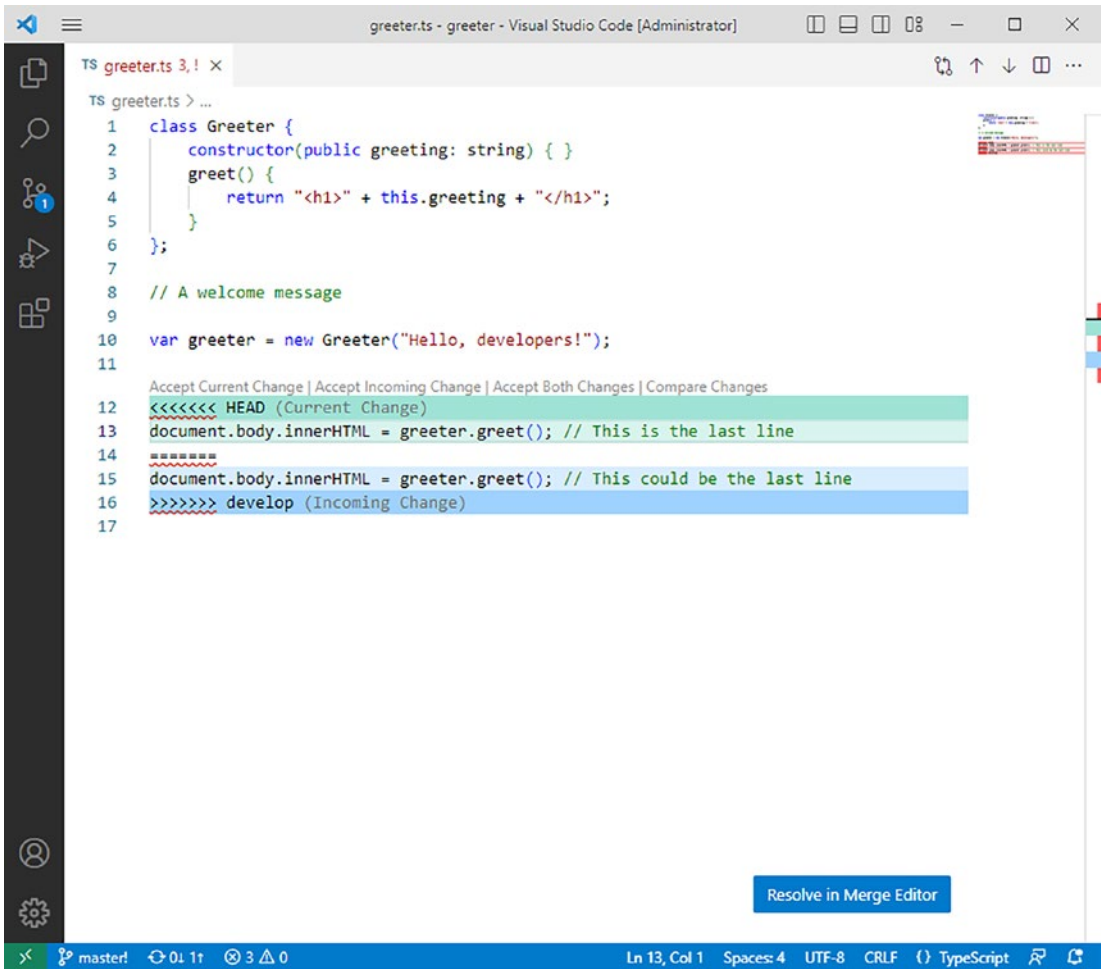 greeter.ts - greeter - Visual Studio Code [Administrator]
TS greeter.ts 3, !
TS greeter.ts > ...
1 class Greeter {
2 constructor(public greeting: string) { }
3 greet() {
4 return "<h1>" + this.greeting + "</h1>";
5 }
6 };
7
8 // A welcome message
9
10 var greeter = new Greeter("Hello, developers!");
11
Accept Current Change | Accept Incoming Change | Accept Both Changes | Compare Changes
12 <<<<<<< HEAD (Current Change)
13 document.body.innerHTML = greeter.greet(); // This is the last line
14 =======
15 document.body.innerHTML = greeter.greet(); // This could be the last line
16 >>>>>>> develop (Incoming Change)
17
1
Resolve in Merge Editor
master! 0↓ 1↑ 3 0 Ln 13, Col 1 Spaces: 4 UTF-8 CRLF {} TypeScript